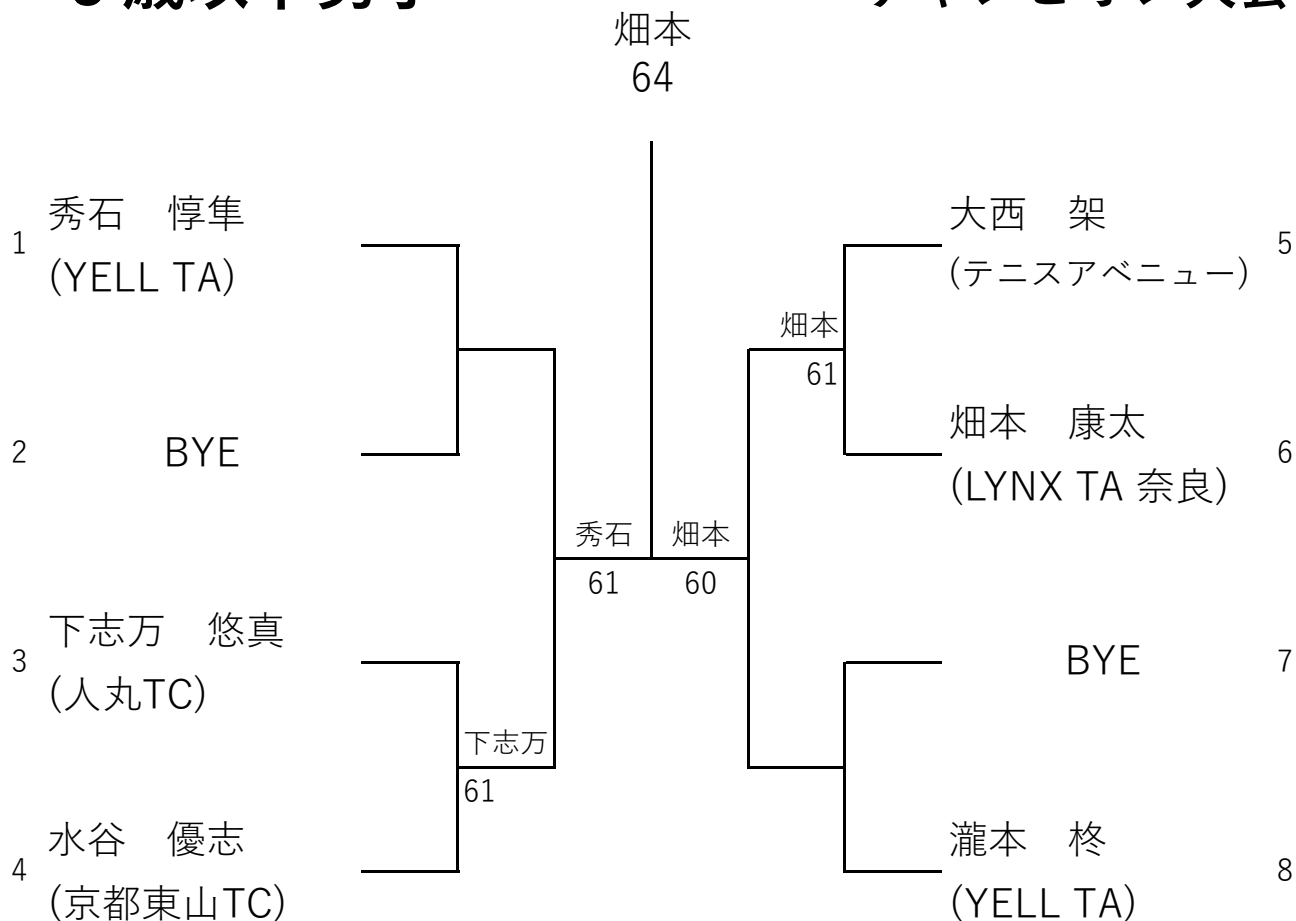 畑本
64
1
秀石　惇隼
(YELL TA)
2
BYE
3
下志万　悠真
(人丸TC)
4
水谷　優志
(京都東山TC)
下志万
61
秀石
61
畑本
60
畑本
61
大西　架
(テニスアベニュー)
5
畑本　康太
(LYNX TA 奈良)
6
BYE
7
瀧本　柊
(YELL TA)
8